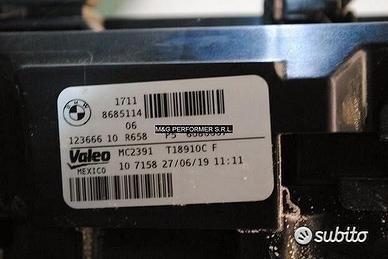 BMW
1711
8685114
06
M&G PERFORMER S.R.L.
123666 10 R658
Valeo MC2391 T18910C F
MEXICO 10 7158 27/06/19 11:11
subito